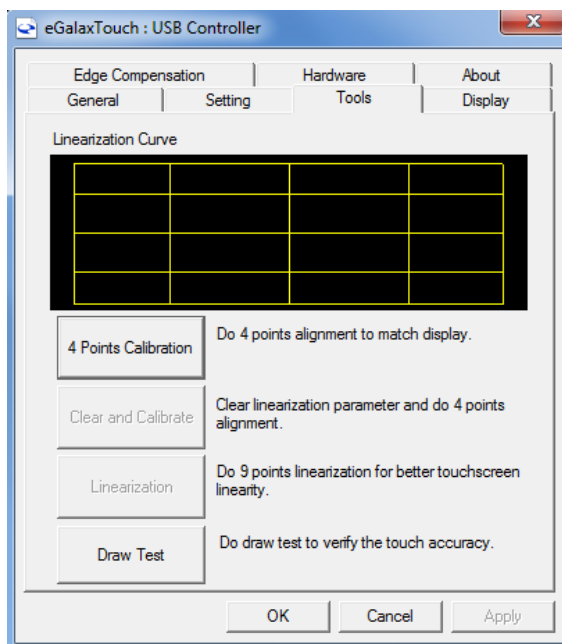 eGalaxTouch : USB Controller
Edge Compensation Hardware About
General Setting Tools Display
Linearization Curve
4 Points Calibration
Do 4 points alignment to match display.
Clear and Calibrate
Clear linearization parameter and do 4 points
alignment.
Linearization
Do 9 points linearization for better touchscreen
linearity.
Draw Test
Do draw test to verify the touch accuracy.
OK Cancel Apply